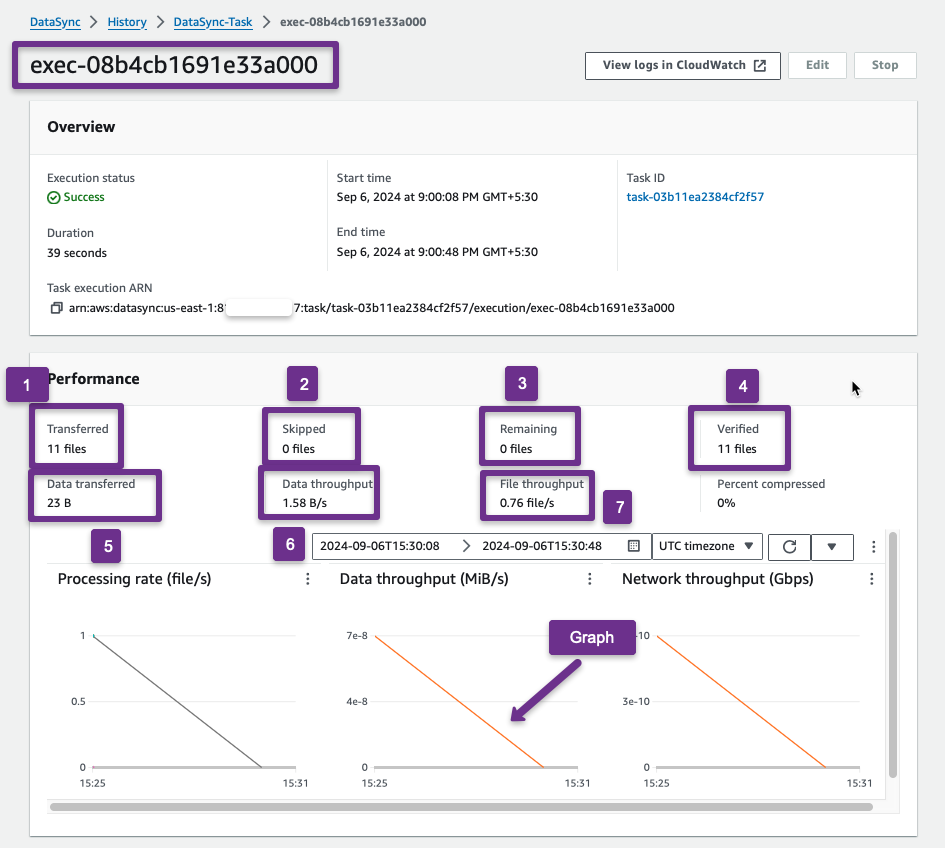 DataSync > History > DataSync-Task > exec-08b4cb1691e33a000
exec-08b4cb1691e33a000
View logs in CloudWatch
Edit
Stop
Overview
Execution status
Success
Start time
Sep 6, 2024 at 9:00:08 PM GMT+5:30
Task ID
task-03b11ea2384cf2f57
Duration
39 seconds
End time
Sep 6, 2024 at 9:00:48 PM GMT+5:30
Task execution ARN
arn:aws:datasync:us-east-1:8 7:task/task-03b11ea2384cf2f57/execution/exec-08b4cb1691e33a000
1
Performance
2
3
4
Transferred
11 files
Skipped
0 files
Remaining
0 files
Verified
11 files
Data transferred
23 B
Data throughput
1.58 B/s
File throughput
0.76 file/s
Percent compressed
0%
7
5
6
2024-09-06T15:30:08 > 2024-09-06T15:30:48
UTC timezone
Processing rate (file/s)
1
0.5
0
15:25
15:31
Data throughput (MiB/s)
7e-8
4e-8
0
15:25
15:31
Graph
Network throughput (Gbps)
-10
3e-10
0
15:25
15:31